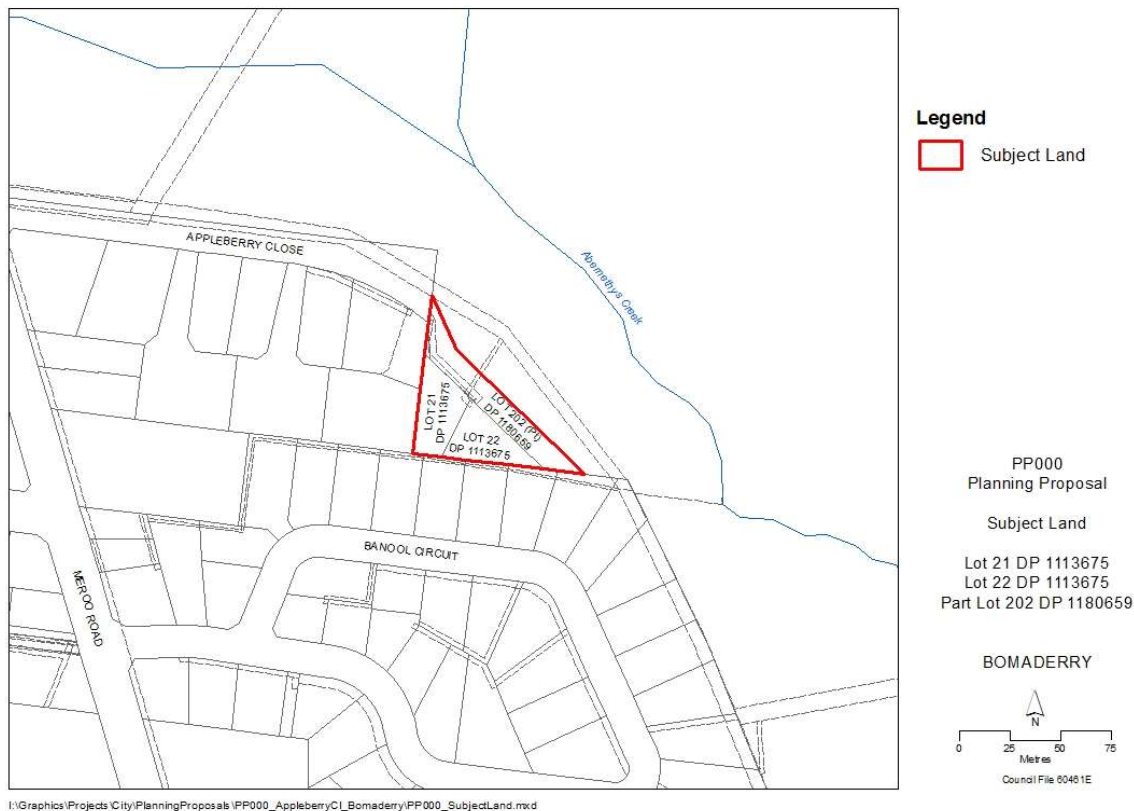 Legend
Subject Land
APPLEBERRY CLOSE
Abernethys Creek
LOT 21
DP 1113675
LOT 202 (Pt)
DP 1180659
LOT 22
DP 1113675
BANOOL CIRCUIT
MEROO ROAD
PP000
Planning Proposal
Subject Land
Lot 21 DP 1113675
Lot 22 DP 1113675
Part Lot 202 DP 1180659
BOMADERRY
N
0 25 50 75
Metres
Council File 60461E
I:\Graphics\Projects\City\PlanningProposals\PP000_AppleberryCl_Bomaderry\PP000_SubjectLand.mxd